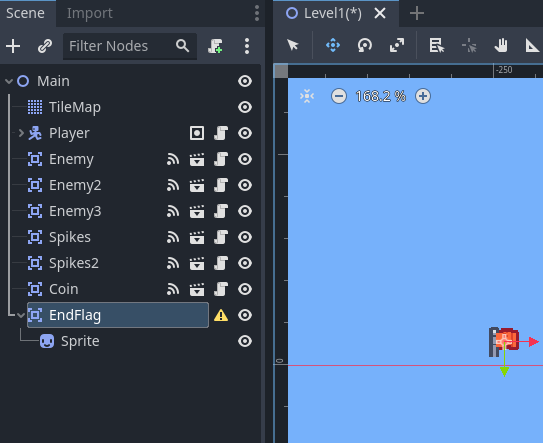 Scene
Import
Level1(*)
Filter Nodes
-250
168.2 %
Main
TileMap
Player
Enemy
Enemy2
Enemy3
Spikes
Spikes2
Coin
EndFlag
Sprite
0